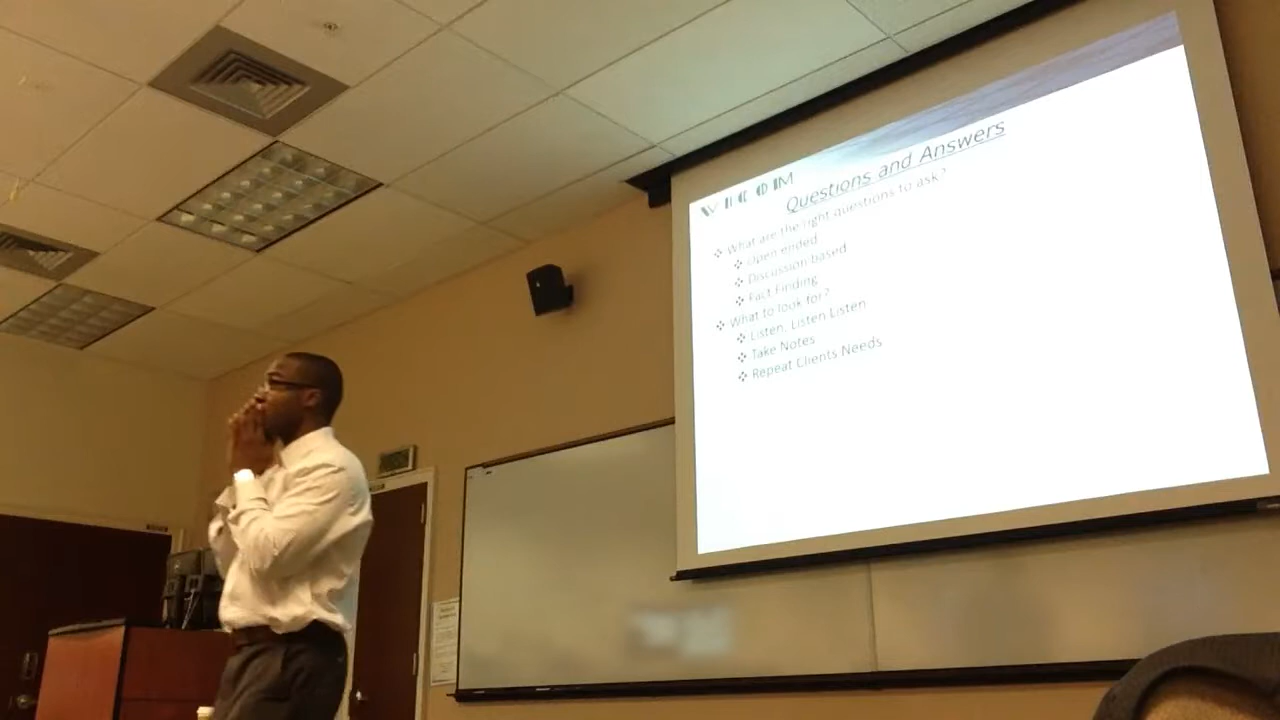 VICOM
Questions and Answers
What are the right questions to ask?
Open ended
Discussion based
Fact Finding
What to look for?
Listen, Listen Listen
Take Notes
Repeat Clients Needs